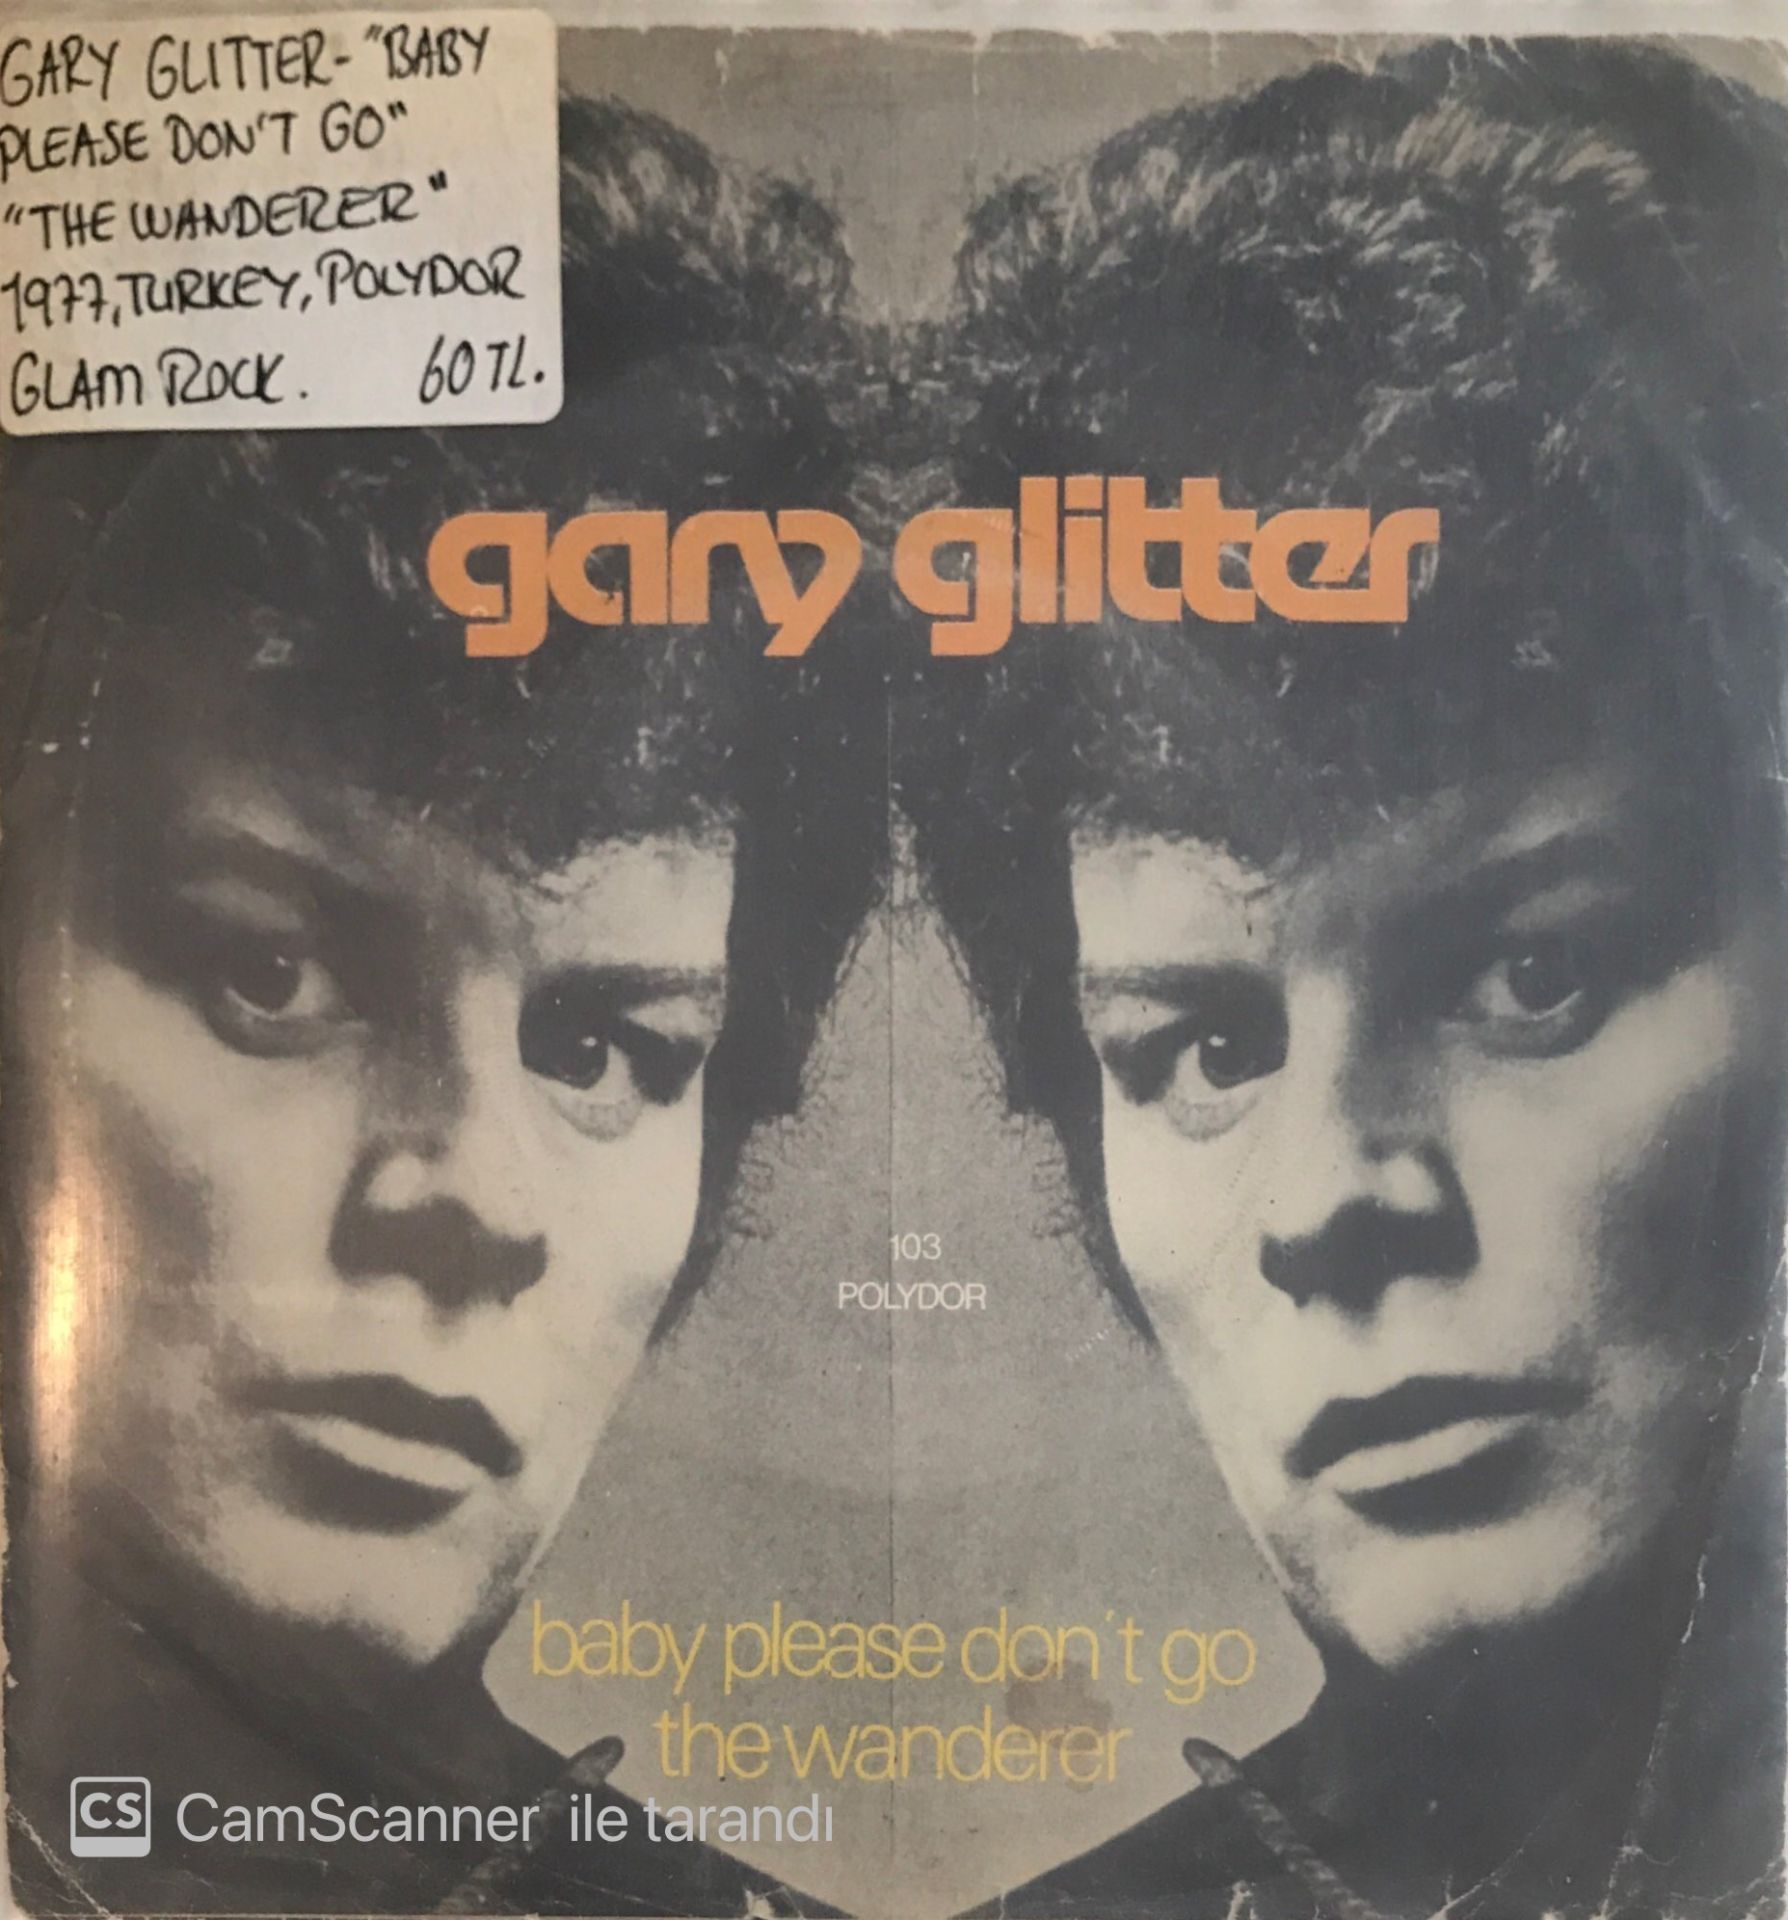 GARY GLITTER - "BABY
PLEASE DON'T GO"
"THE WANDERER"
1977, TURKEY, POLYDOR
GLAM ROCK. 60 TL.
gary glitter
103
POLYDOR
baby please don't go
the wanderer
CS CamScanner ile tarandı